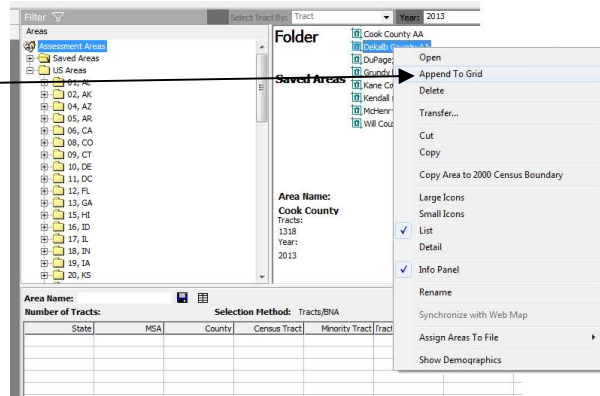 Filter
Select Tract By: Tract
Year: 2013
Areas
Assessment Areas
Saved Areas
US Areas
01, AL
02, AK
04, AZ
05, AR
06, CA
08, CO
09, CT
10, DE
11, DC
12, FL
13, GA
15, HI
16, ID
17, IL
18, IN
19, IA
20, KS
Folder
Saved Areas
Area Name:
Cook County
Tracts:
1318
Year:
2013
Cook County AA
Dekalb County AA
DuPage
Grundy
Kane Co
Kendall
McHenr
Will Cou
Open
Append To Grid
Delete
Transfer...
Cut
Copy
Copy Area to 2000 Census Boundary
Large Icons
Small Icons
List
Detail
Info Panel
Rename
Synchronize with Web Map
Assign Areas To File
Show Demographics
Area Name:
Number of Tracts:
Selection Method: Tracts/BNA
State MSA County Census Tract Minority Tract Tract